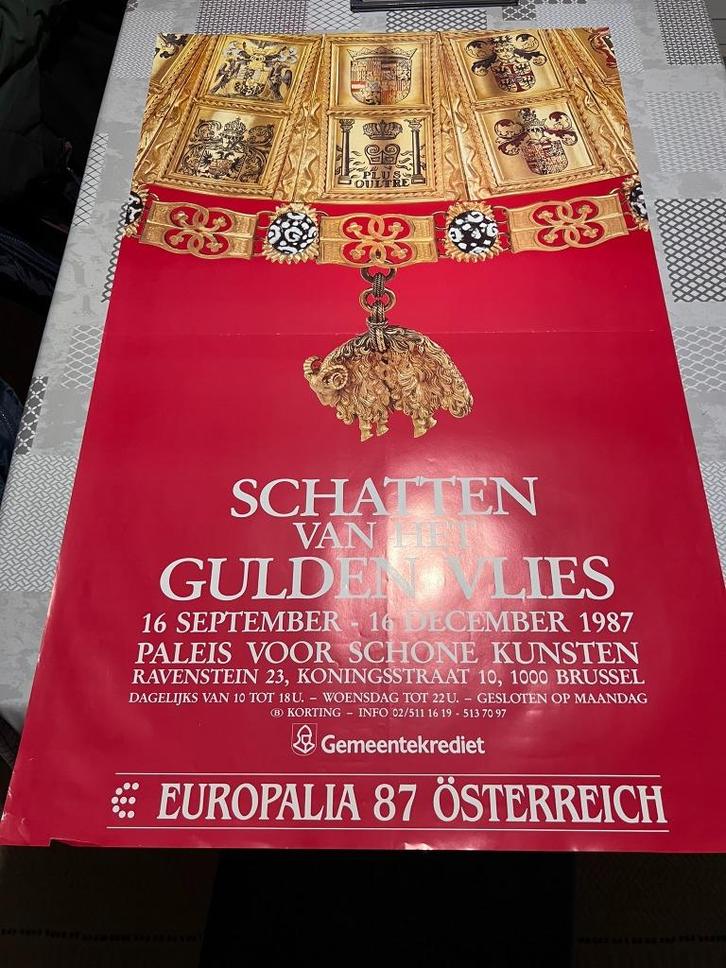 PLUS
OULTRE
SCHATTEN
VAN HET
GULDEN VLIES
16 SEPTEMBER - 16 DECEMBER 1987
PALEIS VOOR SCHONE KUNSTEN
RAVENSTEIN 23, KONINGSSTRAAT 10, 1000 BRUSSEL
DAGELIJKS VAN 10 TOT 18 U. – WOENSDAG TOT 22 U. – GESLOTEN OP MAANDAG
Ⓑ KORTING – INFO 02/511 16 19 - 513 70 97
Gemeentekrediet
EUROPALIA 87 ÖSTERREICH